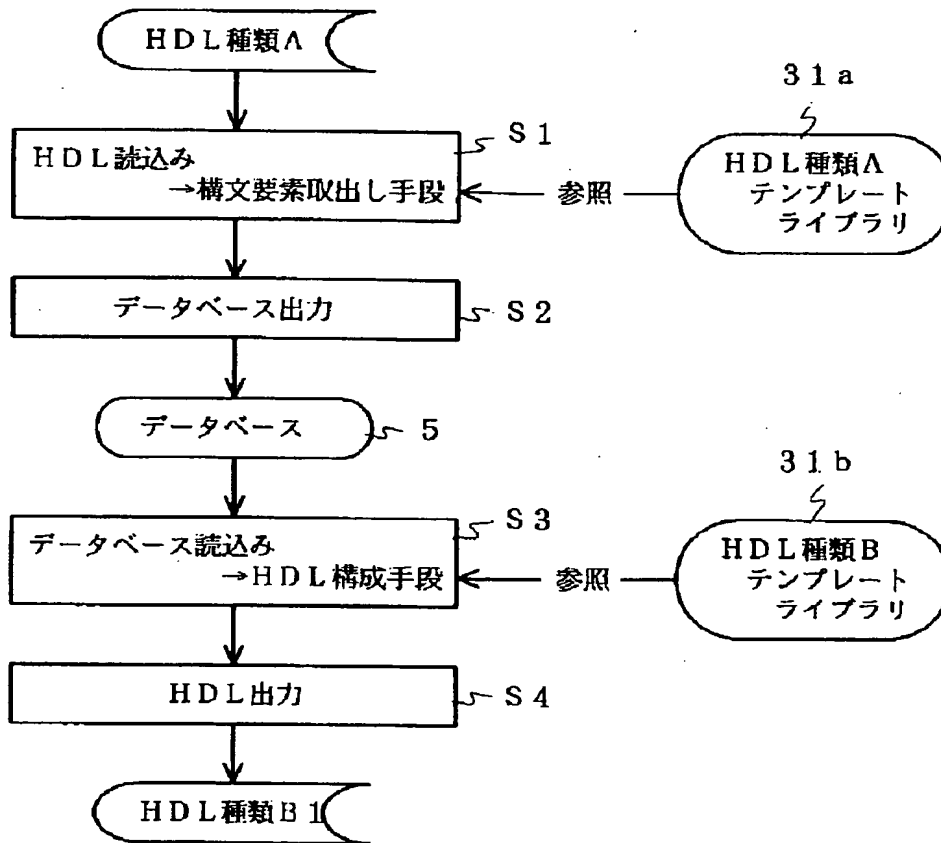 HDL種類A
31a
S1
HDL読込み
→構文要素取出し手段
参照
HDL種類A
テンプレート
ライブラリ
データベース出力
S2
データベース
5
31b
S3
データベース読込み
→HDL構成手段
参照
HDL種類B
テンプレート
ライブラリ
HDL出力
S4
HDL種類B1